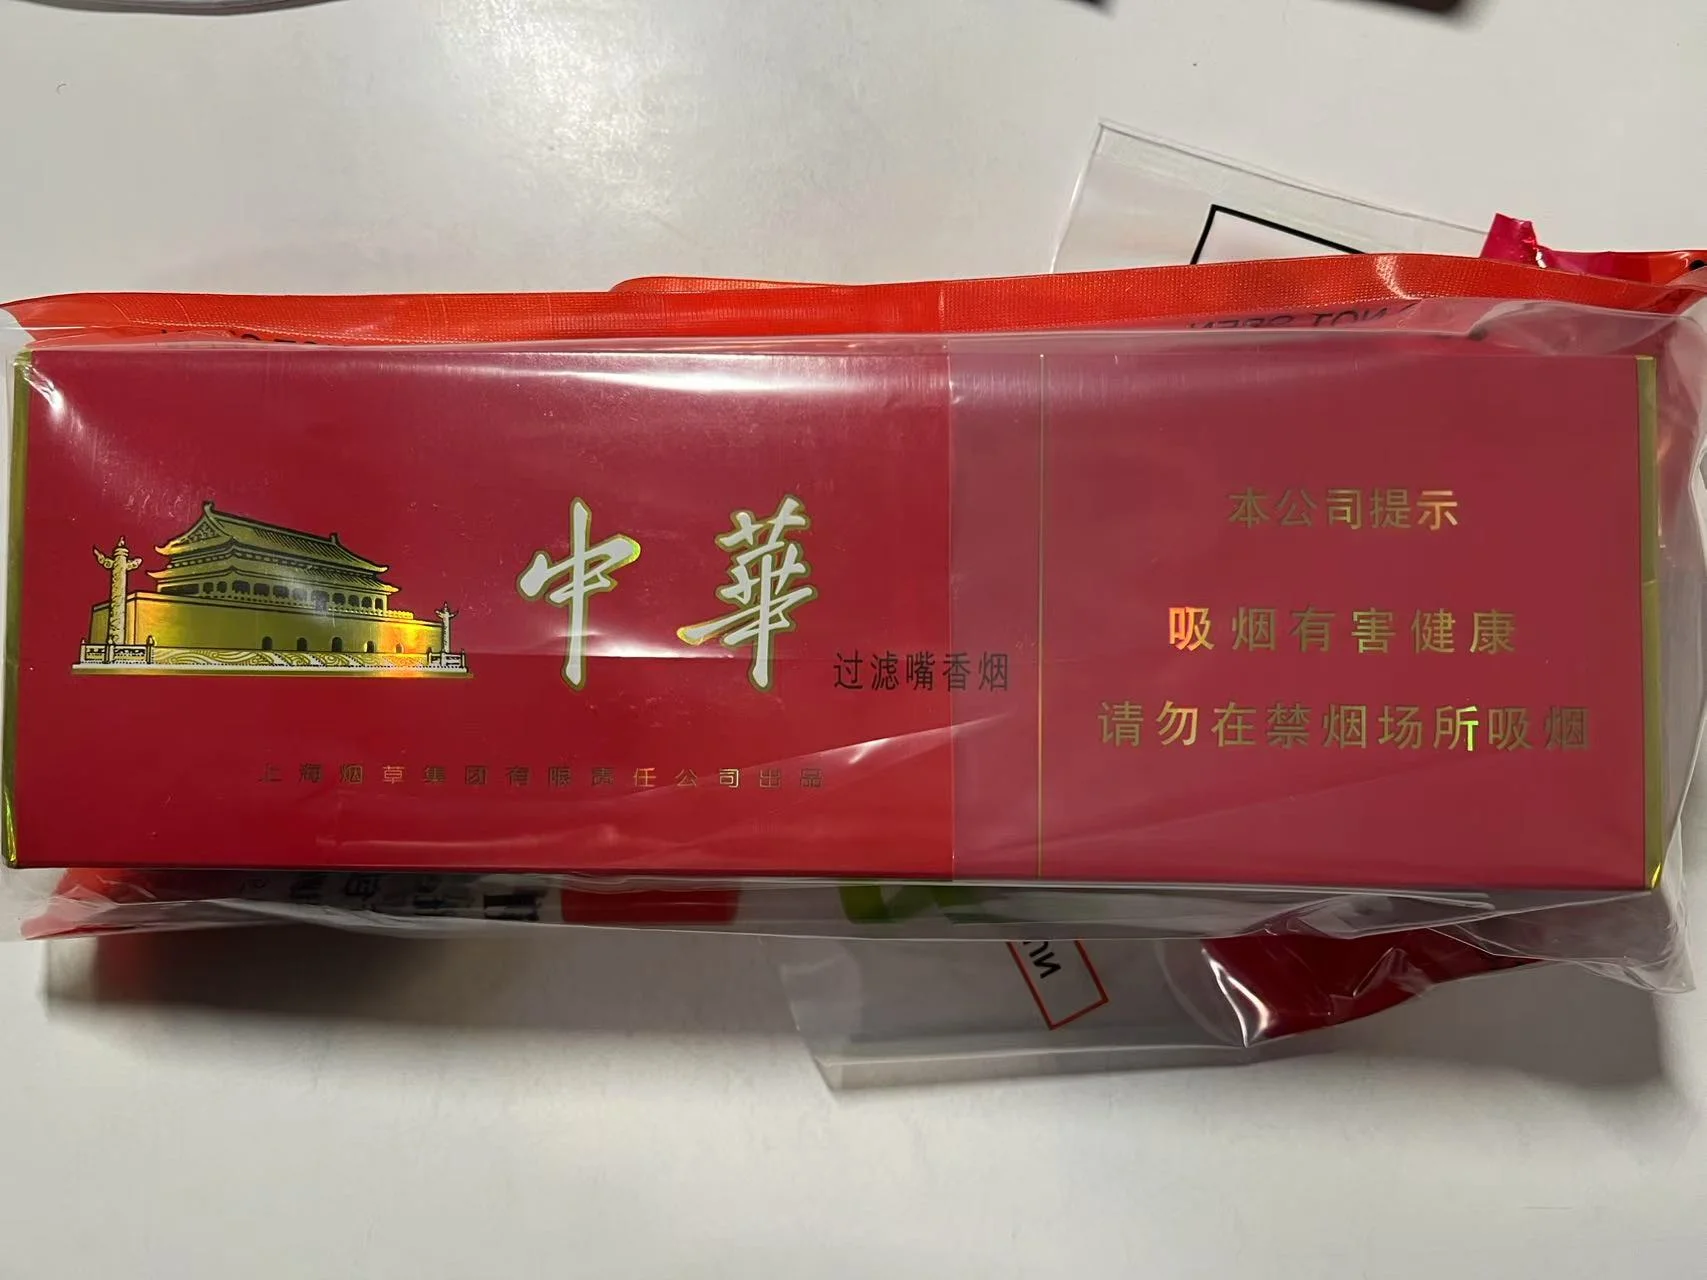 中華
过滤嘴香烟
上海烟草集团有限责任公司出品
本公司提示
吸烟有害健康
请勿在禁烟场所吸烟